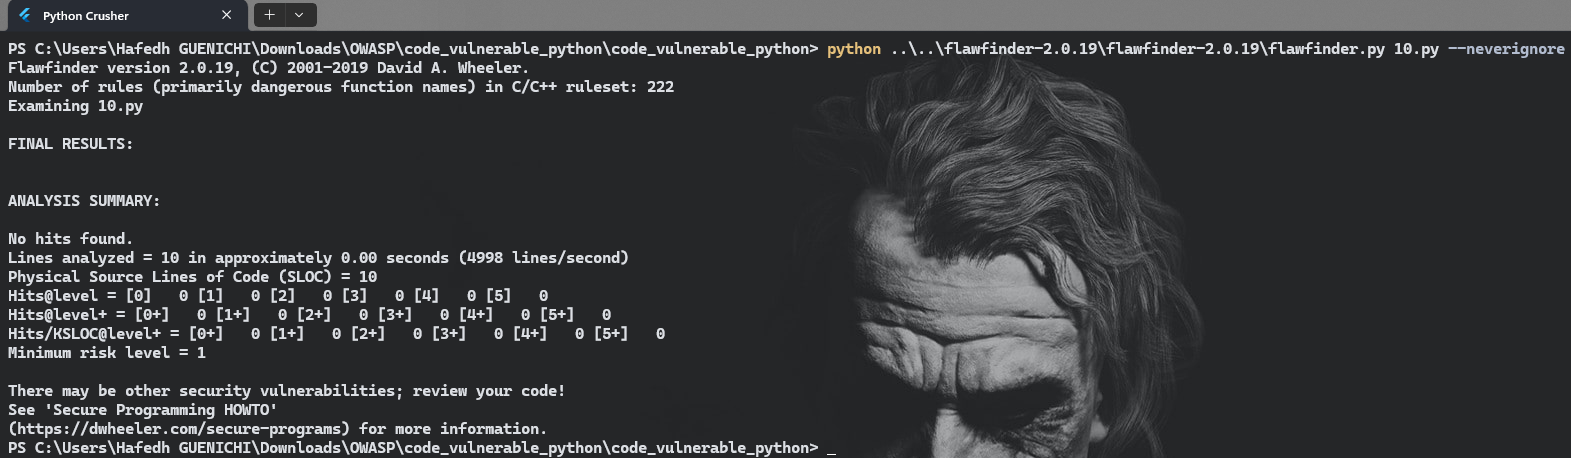 Python Crusher
PS C:\Users\Hafedh GUENICHI\Downloads\OWASP\code_vulnerable_python\code_vulnerable_python> python ..\..\flawfinder-2.0.19\flawfinder-2.0.19\flawfinder.py 10.py --neverignore
Flawfinder version 2.0.19, (C) 2001-2019 David A. Wheeler.
Number of rules (primarily dangerous function names) in C/C++ ruleset: 222
Examining 10.py
FINAL RESULTS:
ANALYSIS SUMMARY:
No hits found.
Lines analyzed = 10 in approximately 0.00 seconds (4998 lines/second)
Physical Source Lines of Code (SLOC) = 10
Hits@level = [0]   0 [1]   0 [2]   0 [3]   0 [4]   0 [5]   0
Hits@level+ = [0+]   0 [1+]   0 [2+]   0 [3+]   0 [4+]   0 [5+]   0
Hits/KSLOC@level+ = [0+]   0 [1+]   0 [2+]   0 [3+]   0 [4+]   0 [5+]   0
Minimum risk level = 1
There may be other security vulnerabilities; review your code!
See 'Secure Programming HOWTO'
(https://dwheeler.com/secure-programs) for more information.
PS C:\Users\Hafedh GUENICHI\Downloads\OWASP\code_vulnerable_python\code_vulnerable_python> _